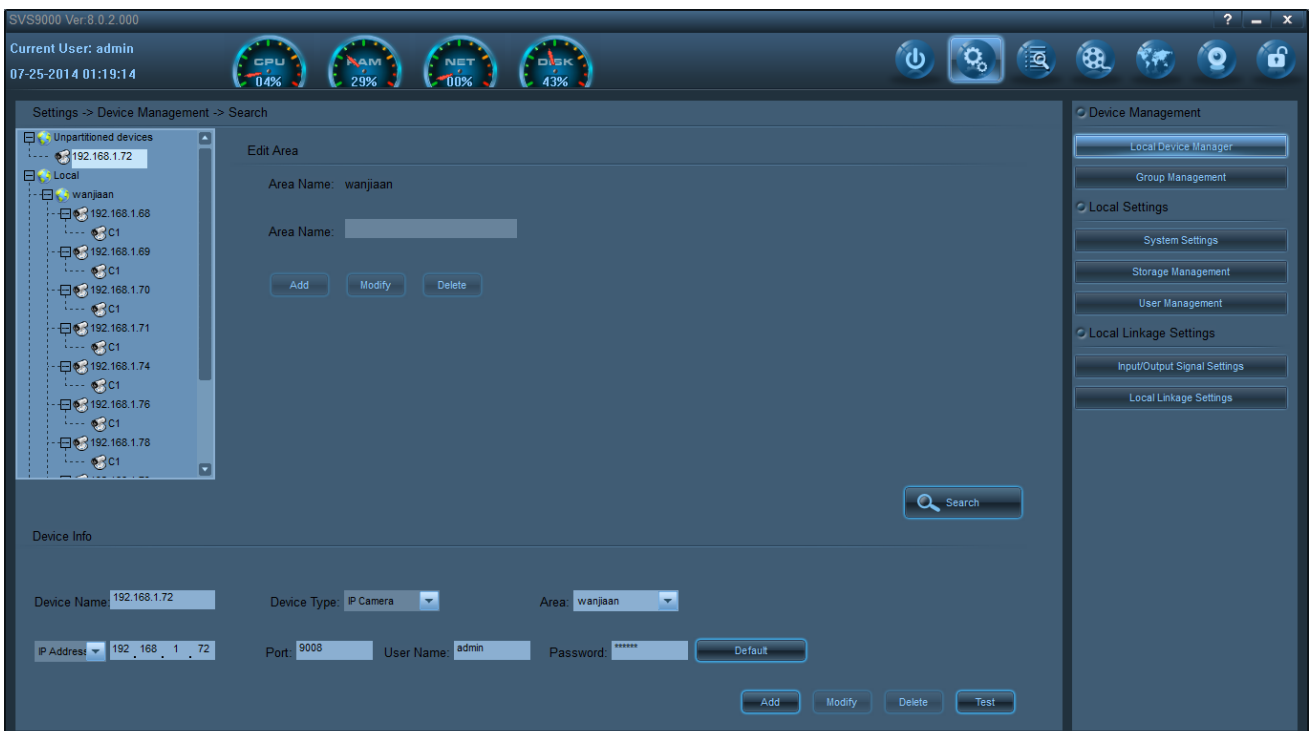 SVS9000 Ver:8.0.2.000 ? – x
Current User: admin
07-25-2014 01:19:14
CPU 04% RAM 29% NET 00% DISK 43%
Settings -> Device Management -> Search
Unpartitioned devices
192.168.1.72
Local
wanjiaan
192.168.1.68
C1
192.168.1.69
C1
192.168.1.70
C1
192.168.1.71
C1
192.168.1.74
C1
192.168.1.76
C1
192.168.1.78
C1
Edit Area
Area Name: wanjiaan
Area Name:
Add Modify Delete
Search
Device Info
Device Name: 192.168.1.72 Device Type: IP Camera Area: wanjiaan
IP Address 192 . 168 . 1 . 72 Port: 9008 User Name: admin Password: ****** Default
Add Modify Delete Test
Device Management
Local Device Manager
Group Management
Local Settings
System Settings
Storage Management
User Management
Local Linkage Settings
Input/Output Signal Settings
Local Linkage Settings